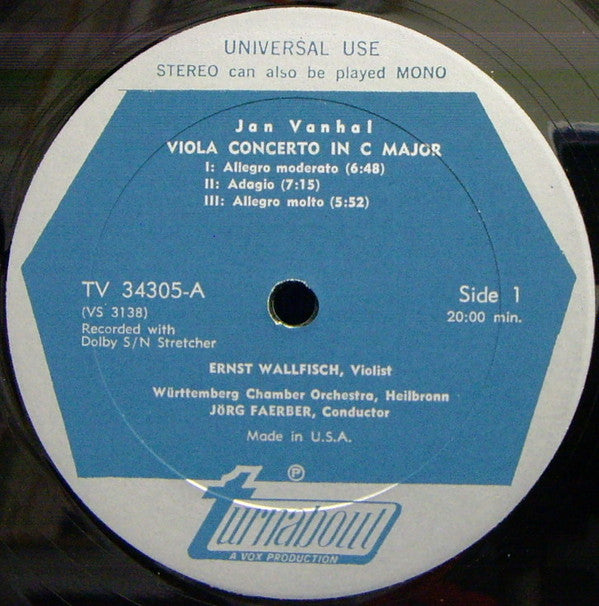 UNIVERSAL USE
STEREO can also be played MONO
Jan Vanhal
VIOLA CONCERTO IN C MAJOR
I: Allegro moderato (6:48)
II: Adagio (7:15)
III: Allegro molto (5:52)
TV 34305-A
(VS 3138)
Recorded with
Dolby S/N Stretcher
Side 1
20:00 min.
ERNST WALLFISCH, Violist
Württemberg Chamber Orchestra, Heilbronn
JÖRG FAERBER, Conductor
Made in U.S.A.
℗
turnabout
A VOX PRODUCTION